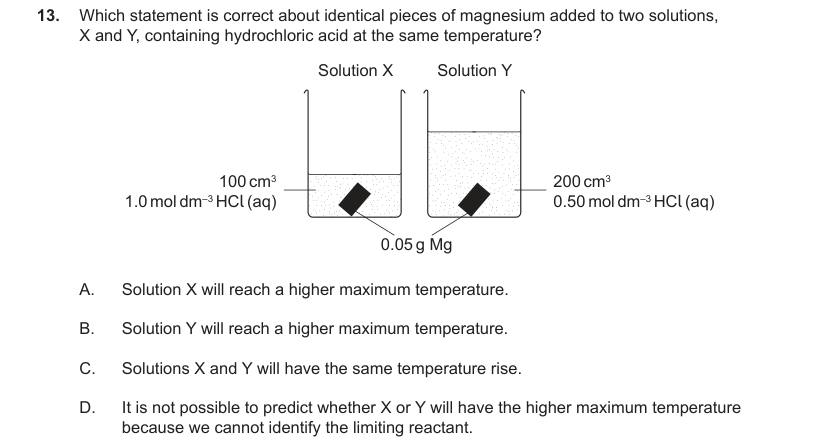 13. Which statement is correct about identical pieces of magnesium added to two solutions,
X and Y, containing hydrochloric acid at the same temperature?
Solution X Solution Y
100 cm³
1.0 mol dm⁻³ HCl (aq)
200 cm³
0.50 mol dm⁻³ HCl (aq)
0.05 g Mg
A. Solution X will reach a higher maximum temperature.
B. Solution Y will reach a higher maximum temperature.
C. Solutions X and Y will have the same temperature rise.
D. It is not possible to predict whether X or Y will have the higher maximum temperature
because we cannot identify the limiting reactant.